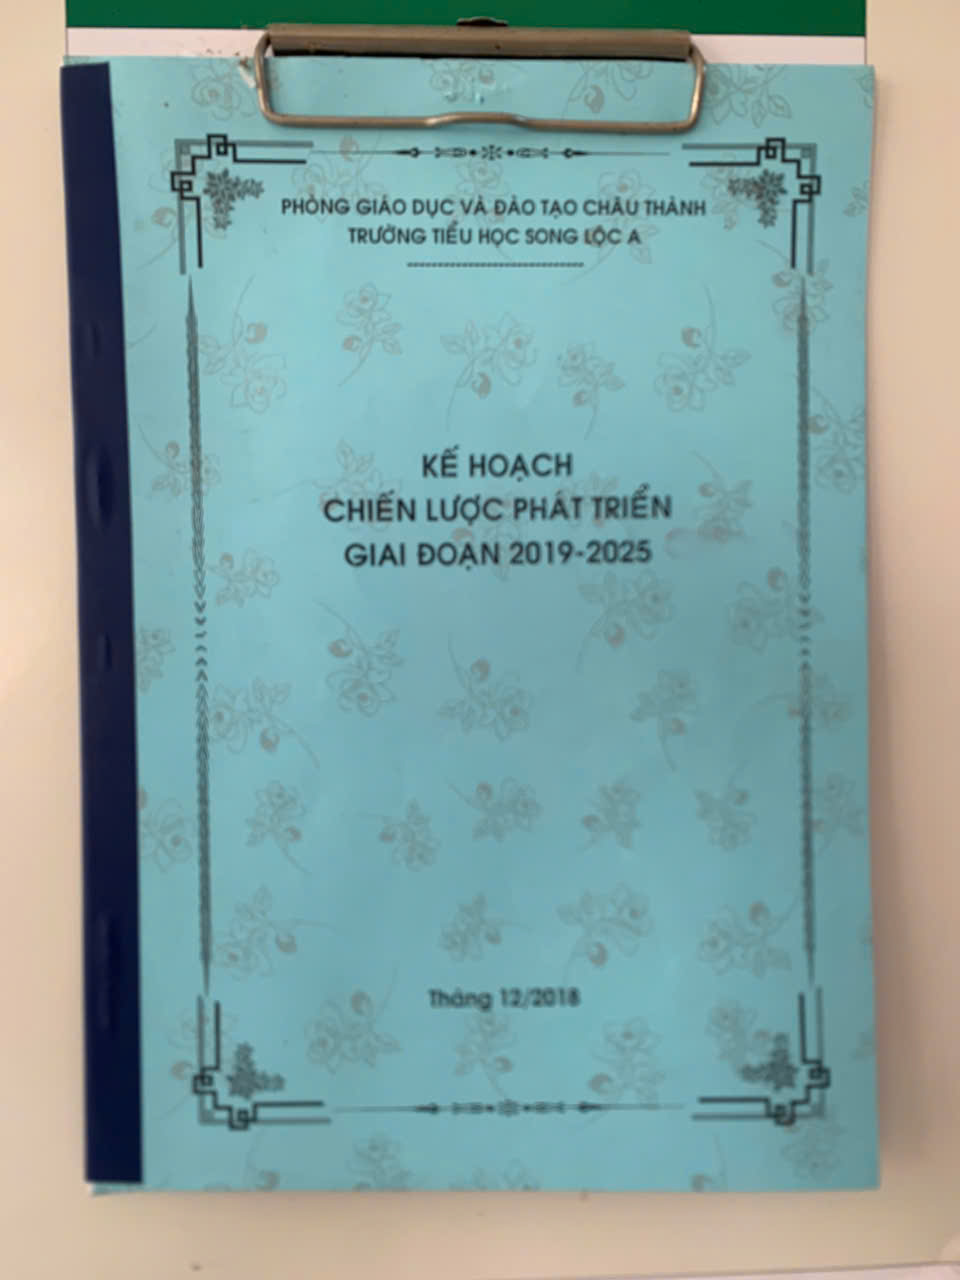 PHÒNG GIÁO DỤC VÀ ĐÀO TẠO CHÂU THÀNH
TRƯỜNG TIỂU HỌC SONG LỘC A
KẾ HOẠCH
CHIẾN LƯỢC PHÁT TRIỂN
GIAI ĐOẠN 2019-2025
Tháng 12/2018